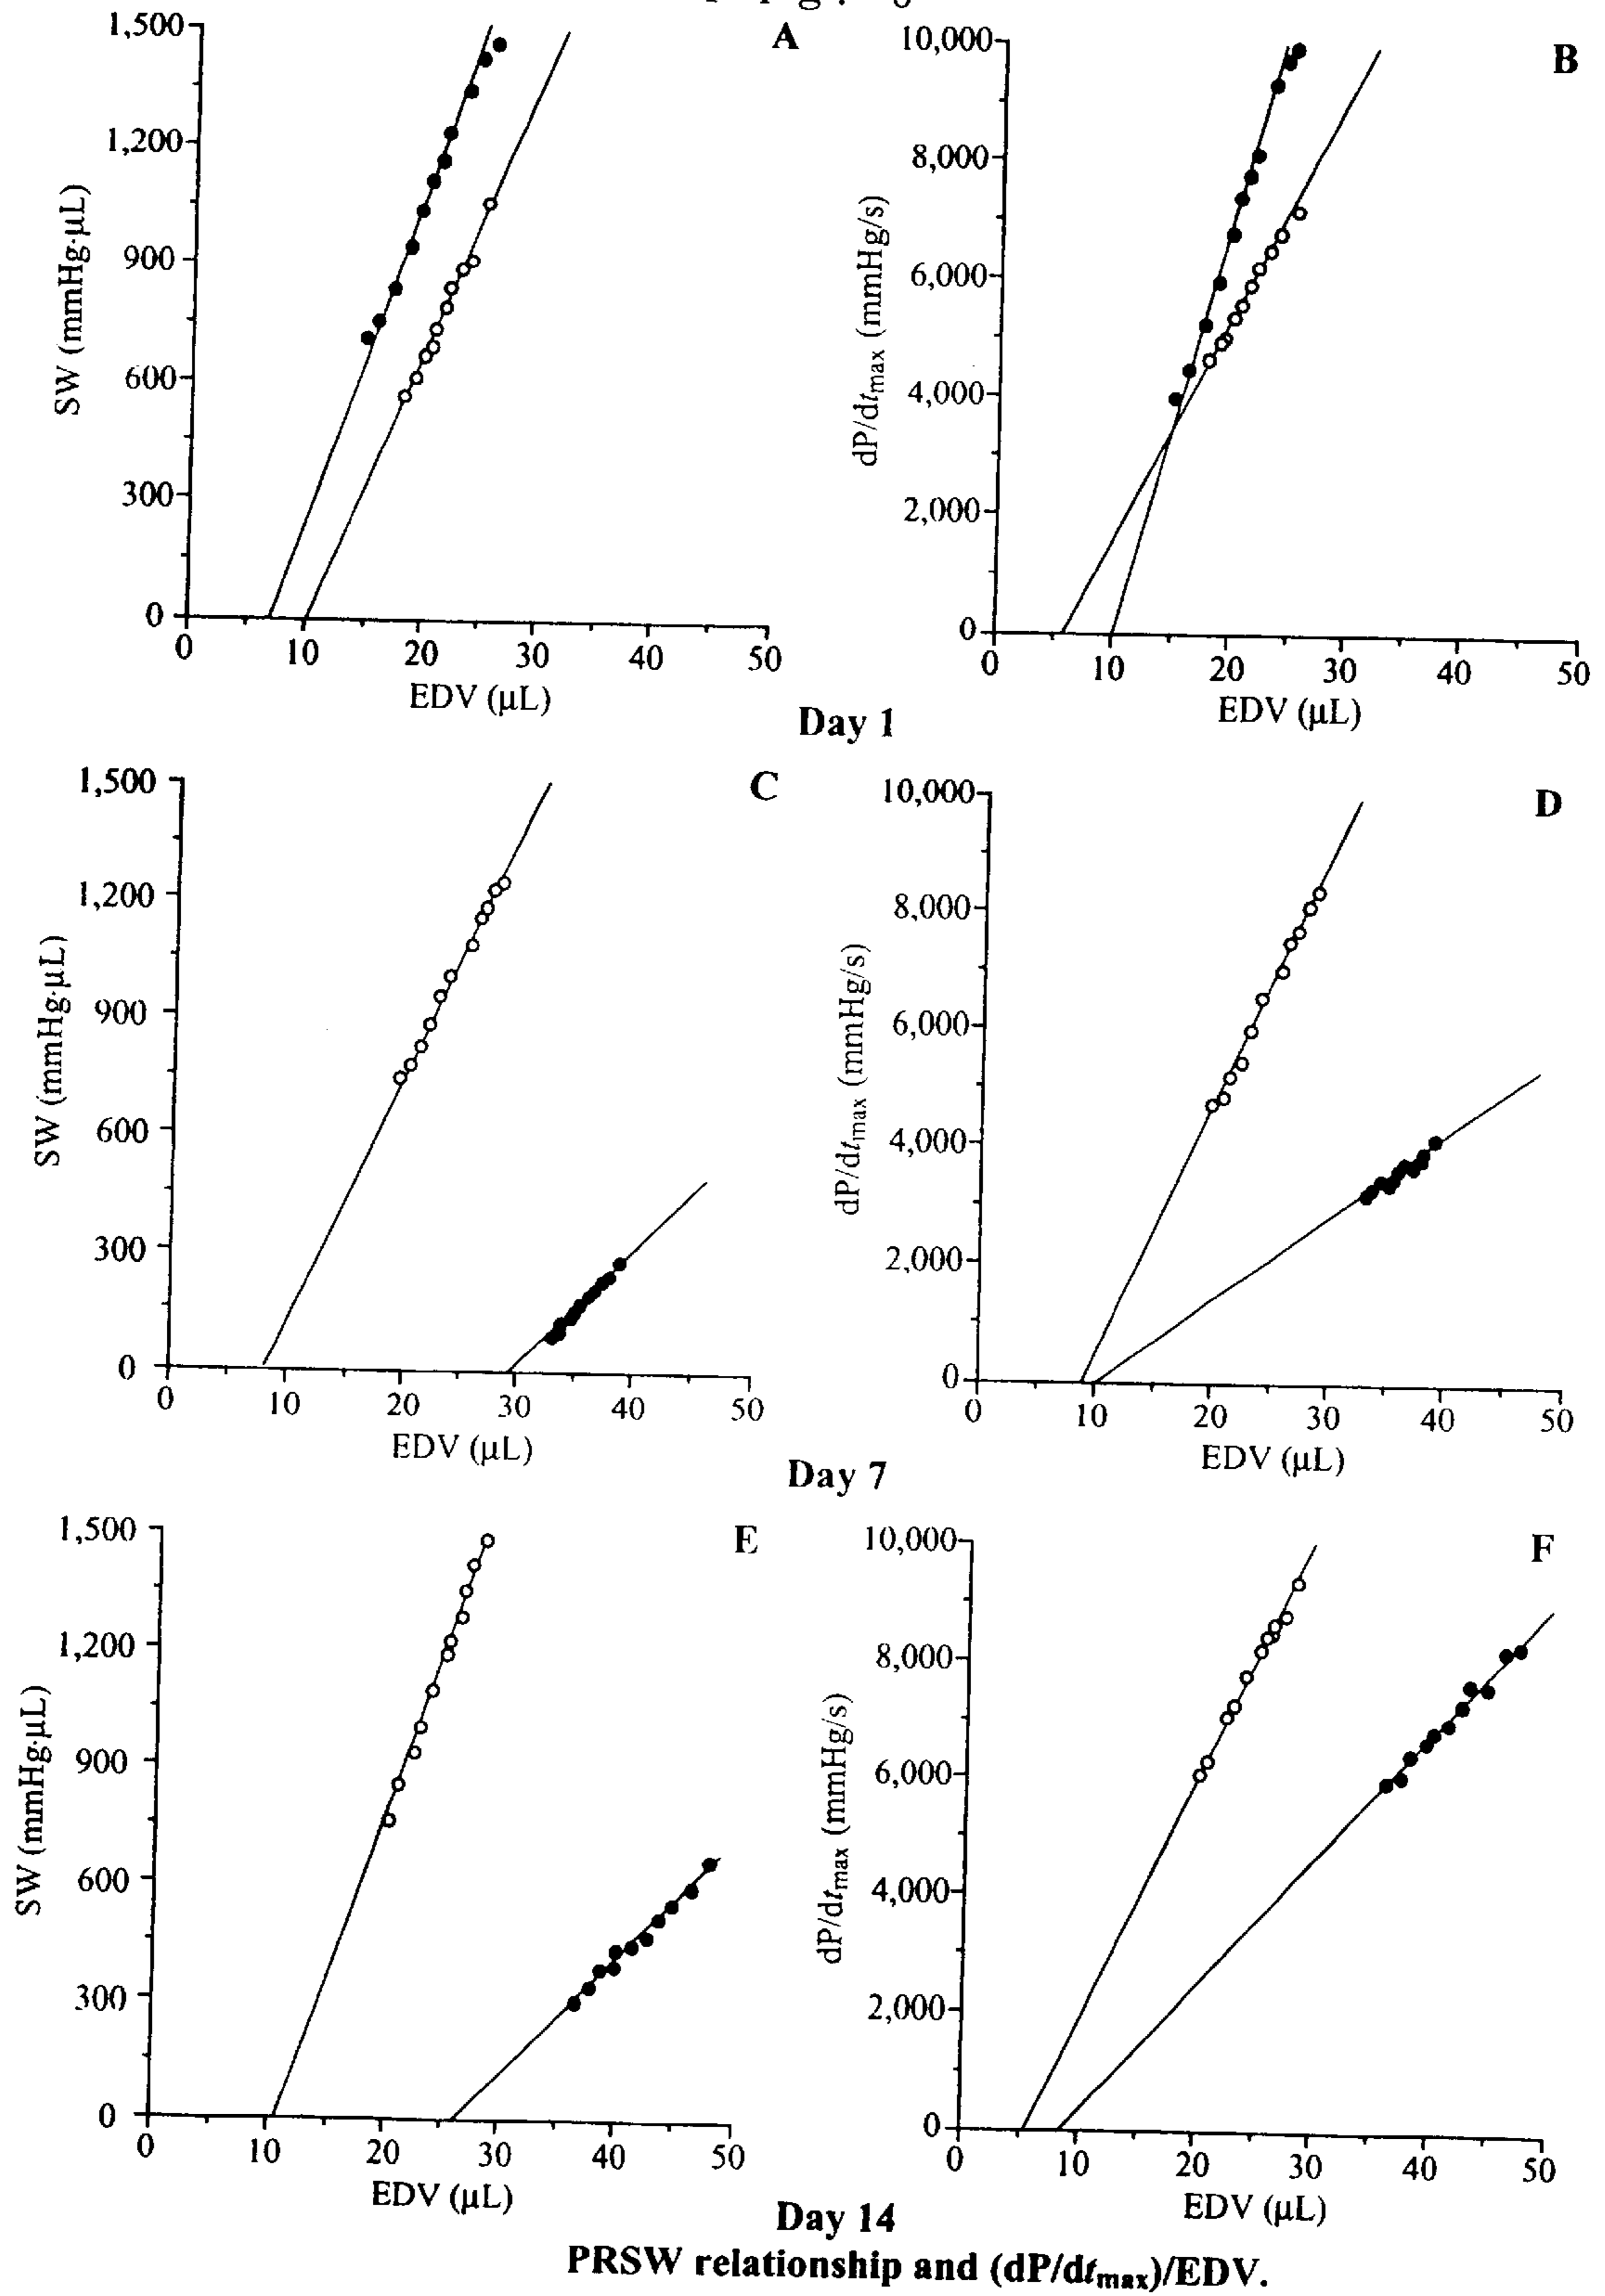 A
1,500
1,200
900
600
300
0
SW (mmHg·μL)
0 10 20 30 40 50
EDV (μL)
B
10,000
8,000
6,000
4,000
2,000
0
dP/dtmax (mmHg/s)
0 10 20 30 40 50
EDV (μL)
Day 1
C
1,500
1,200
900
600
300
0
SW (mmHg·μL)
0 10 20 30 40 50
EDV (μL)
D
10,000
8,000
6,000
4,000
2,000
0
dP/dtmax (mmHg/s)
0 10 20 30 40 50
EDV (μL)
Day 7
E
1,500
1,200
900
600
300
0
SW (mmHg·μL)
0 10 20 30 40 50
EDV (μL)
F
10,000
8,000
6,000
4,000
2,000
0
dP/dtmax (mmHg/s)
0 10 20 30 40 50
EDV (μL)
Day 14
PRSW relationship and (dP/dtmax)/EDV.